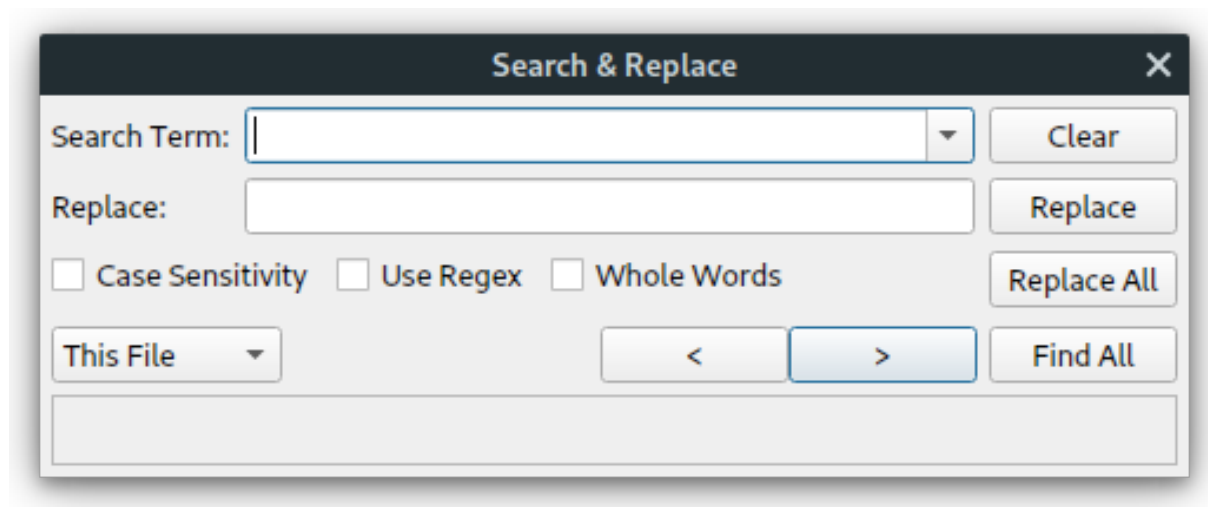 Search & Replace
Search Term: Clear
Replace: Replace
Case Sensitivity Use Regex Whole Words Replace All
This File < > Find All